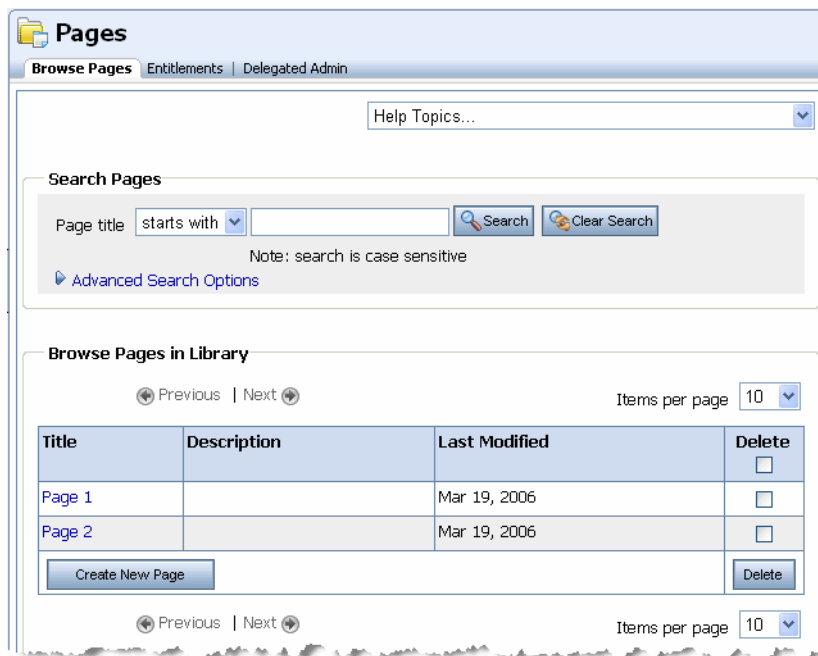 Pages
Browse Pages Entitlements | Delegated Admin
Help Topics...
Search Pages
Page title starts with Search Clear Search
Note: search is case sensitive
Advanced Search Options
Browse Pages in Library
Previous | Next Items per page 10
Title Description Last Modified Delete
Page 1 Mar 19, 2006
Page 2 Mar 19, 2006
Create New Page Delete
Previous | Next Items per page 10